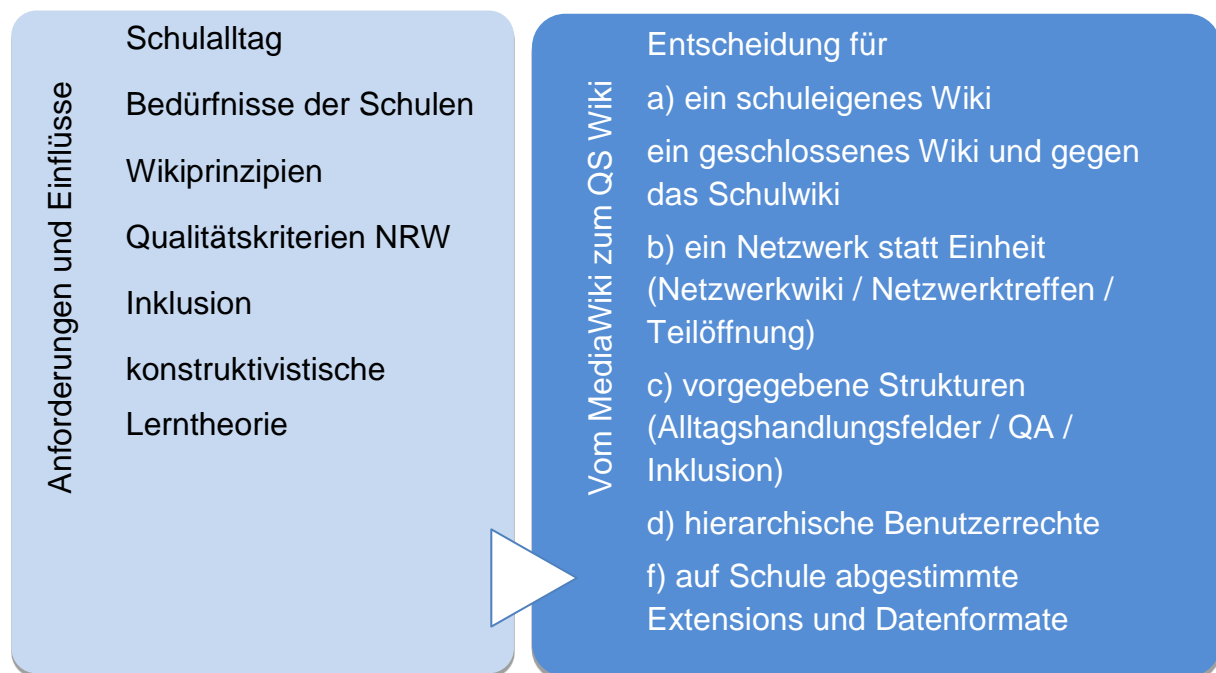 Anforderungen und Einflüsse
Schulalltag
Bedürfnisse der Schulen
Wikiprinzipien
Qualitätskriterien NRW
Inklusion
konstruktivistische
Lerntheorie
Vom MediaWiki zum QS Wiki
Entscheidung für
a) ein schuleigenes Wiki
ein geschlossenes Wiki und gegen
das Schulwiki
b) ein Netzwerk statt Einheit
(Netzwerkwiki / Netzwerktreffen /
Teilöffnung)
c) vorgegebene Strukturen
(Alltagshandlungsfelder / QA /
Inklusion)
d) hierarchische Benutzerrechte
f) auf Schule abgestimmte
Extensions und Datenformate